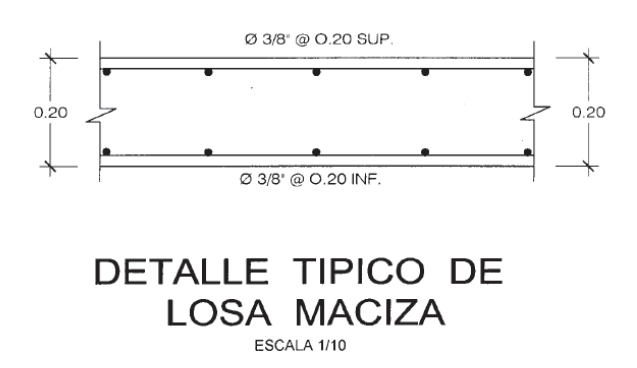 Ø 3/8" @ O.20 SUP.
0.20
0.20
Ø 3/8" @ O.20 INF.
DETALLE TIPICO DE
LOSA MACIZA
ESCALA 1/10